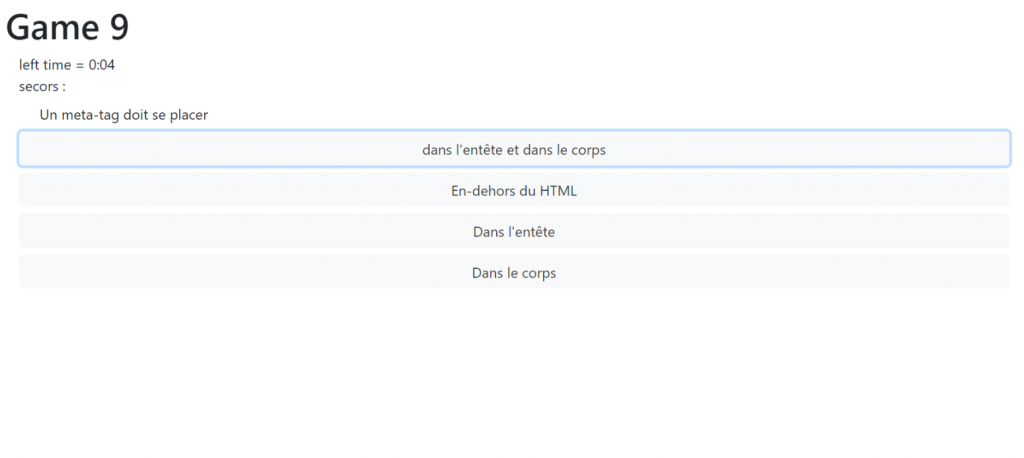 Game 9
left time = 0:04
secors :
Un meta-tag doit se placer
dans l'entête et dans le corps
En-dehors du HTML
Dans l'entête
Dans le corps